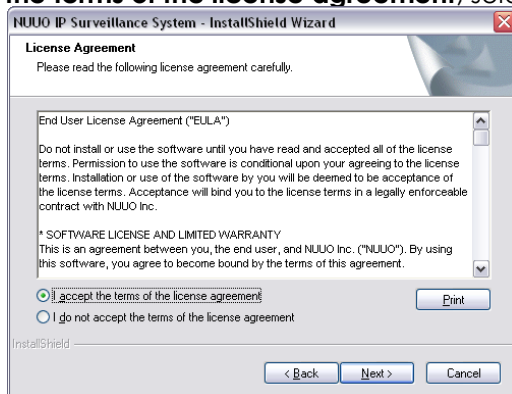 the terms of the license agreement, sele
NUUO IP Surveillance System - InstallShield Wizard
License Agreement
Please read the following license agreement carefully.
End User License Agreement ("EULA")
Do not install or use the software until you have read and accepted all of the license
terms. Permission to use the software is conditional upon your agreeing to the license
terms. Installation or use of the software by you will be deemed to be acceptance of
the license terms. Acceptance will bind you to the license terms in a legally enforceable
contract with NUUO Inc.
* SOFTWARE LICENSE AND LIMITED WARRANTY
This is an agreement between you, the end user, and NUUO Inc. ("NUUO"). By using
this software, you agree to become bound by the terms of this agreement.
I accept the terms of the license agreement
Print
I do not accept the terms of the license agreement
InstallShield
< Back Next > Cancel